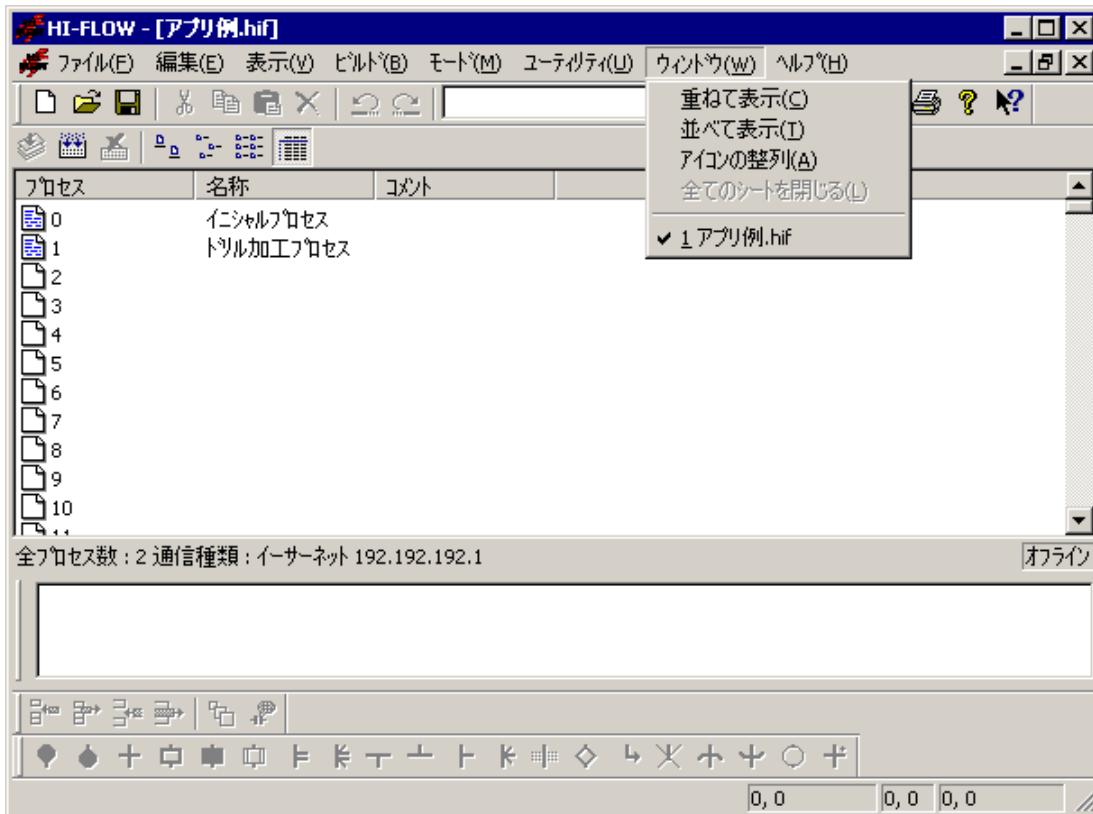 HI-FLOW - [アプリ例.hif]
ﾌｧｲﾙ(F) 編集(E) 表示(V) ﾋﾞﾙﾄﾞ(B) ﾓｰﾄﾞ(M) ﾕｰﾃｨﾘﾃｨ(U) ｳｨﾝﾄﾞｳ(W) ﾍﾙﾌﾟ(H)
重ねて表示(C)
並べて表示(T)
ｱｲｺﾝの整列(A)
全てのｼｰﾄを閉じる(L)
1 アプリ例.hif
ﾌﾟﾛｾｽ 名称 ｺﾒﾝﾄ
0 ｲﾆｼｬﾙﾌﾟﾛｾｽ
1 ﾄﾞﾘﾙ加工ﾌﾟﾛｾｽ
2
3
4
5
6
7
8
9
10
11
全ﾌﾟﾛｾｽ数 : 2 通信種類 : ｲｰｻｰﾈｯﾄ 192.192.192.1 ｵﾌﾗｲﾝ
0, 0 0, 0 0, 0